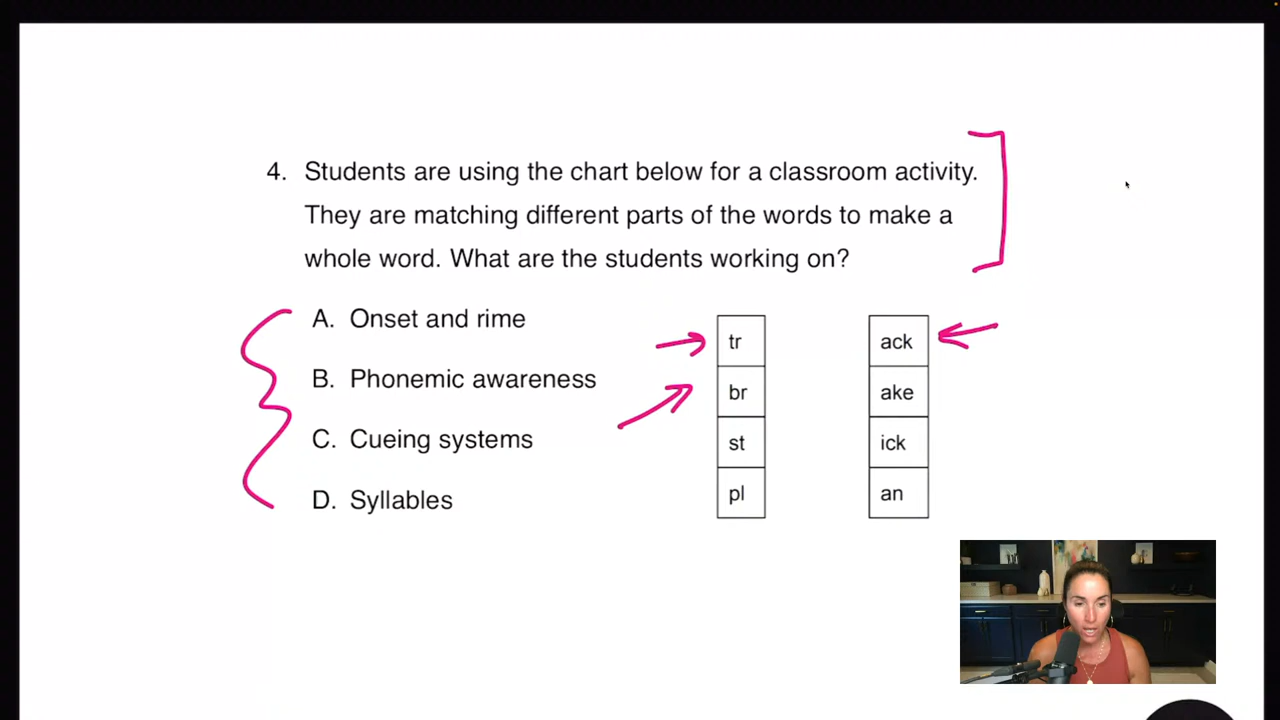 4. Students are using the chart below for a classroom activity.
They are matching different parts of the words to make a
whole word. What are the students working on?
A. Onset and rime
B. Phonemic awareness
C. Cueing systems
D. Syllables
tr ack
br ake
st ick
pl an